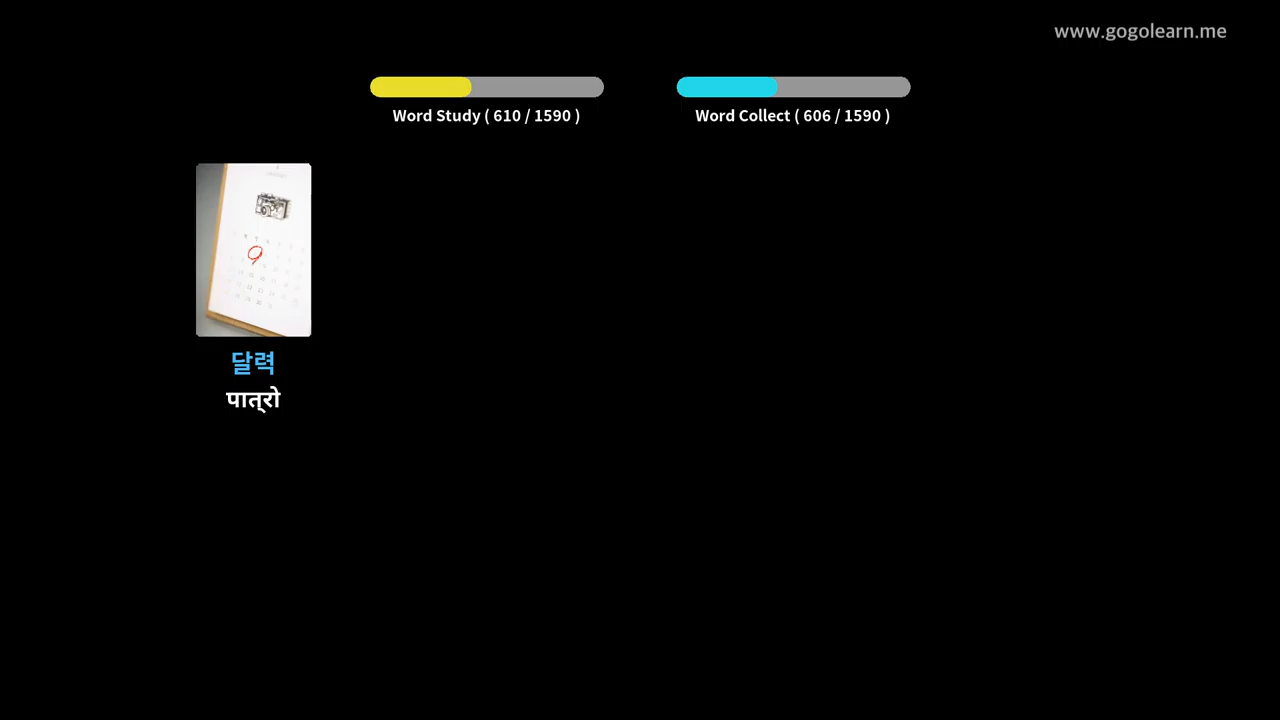 www.gogolearn.me
Word Study ( 610 / 1590 )
Word Collect ( 606 / 1590 )
달력
पात्रो